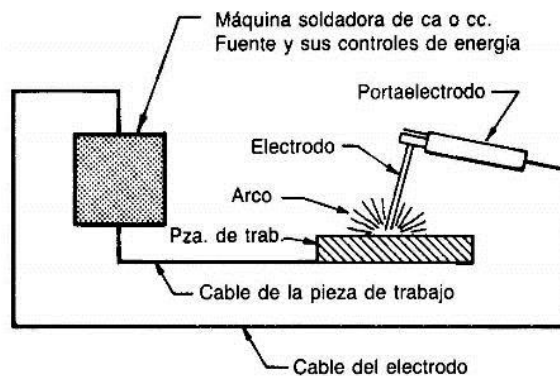 Máquina soldadora de ca o cc.
Fuente y sus controles de energía
Portaelectrodo
Electrodo
Arco
Pza. de trab.
Cable de la pieza de trabajo
Cable del electrodo